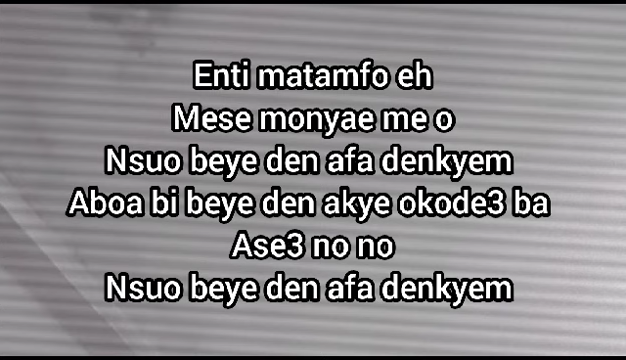 Enti matamfo eh
Mese monyae me o
Nsuo beye den afa denkyem
Aboa bi beye den akye okode3 ba
Ase3 no no
Nsuo beye den afa denkyem